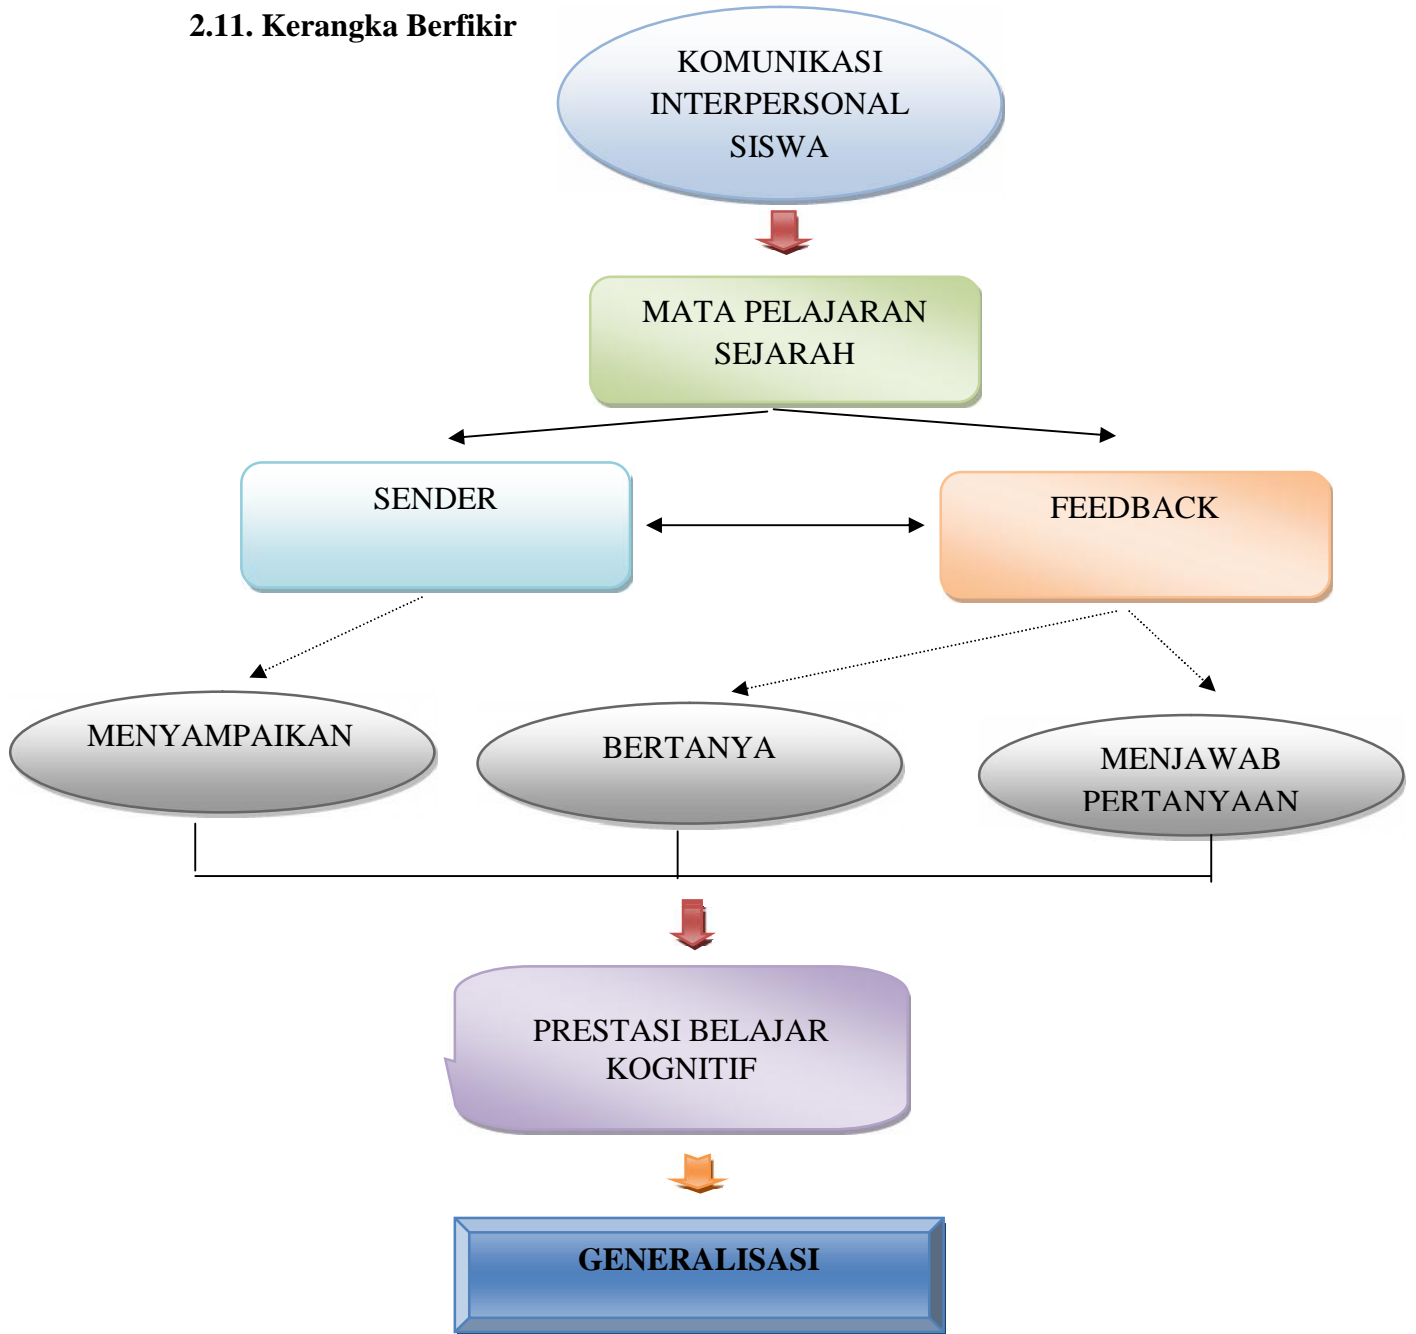 2.11. Kerangka Berfikir
KOMUNIKASI
INTERPERSONAL
SISWA
MATA PELAJARAN
SEJARAH
SENDER
FEEDBACK
MENYAMPAIKAN
BERTANYA
MENJAWAB
PERTANYAAN
PRESTASI BELAJAR
KOGNITIF
GENERALISASI